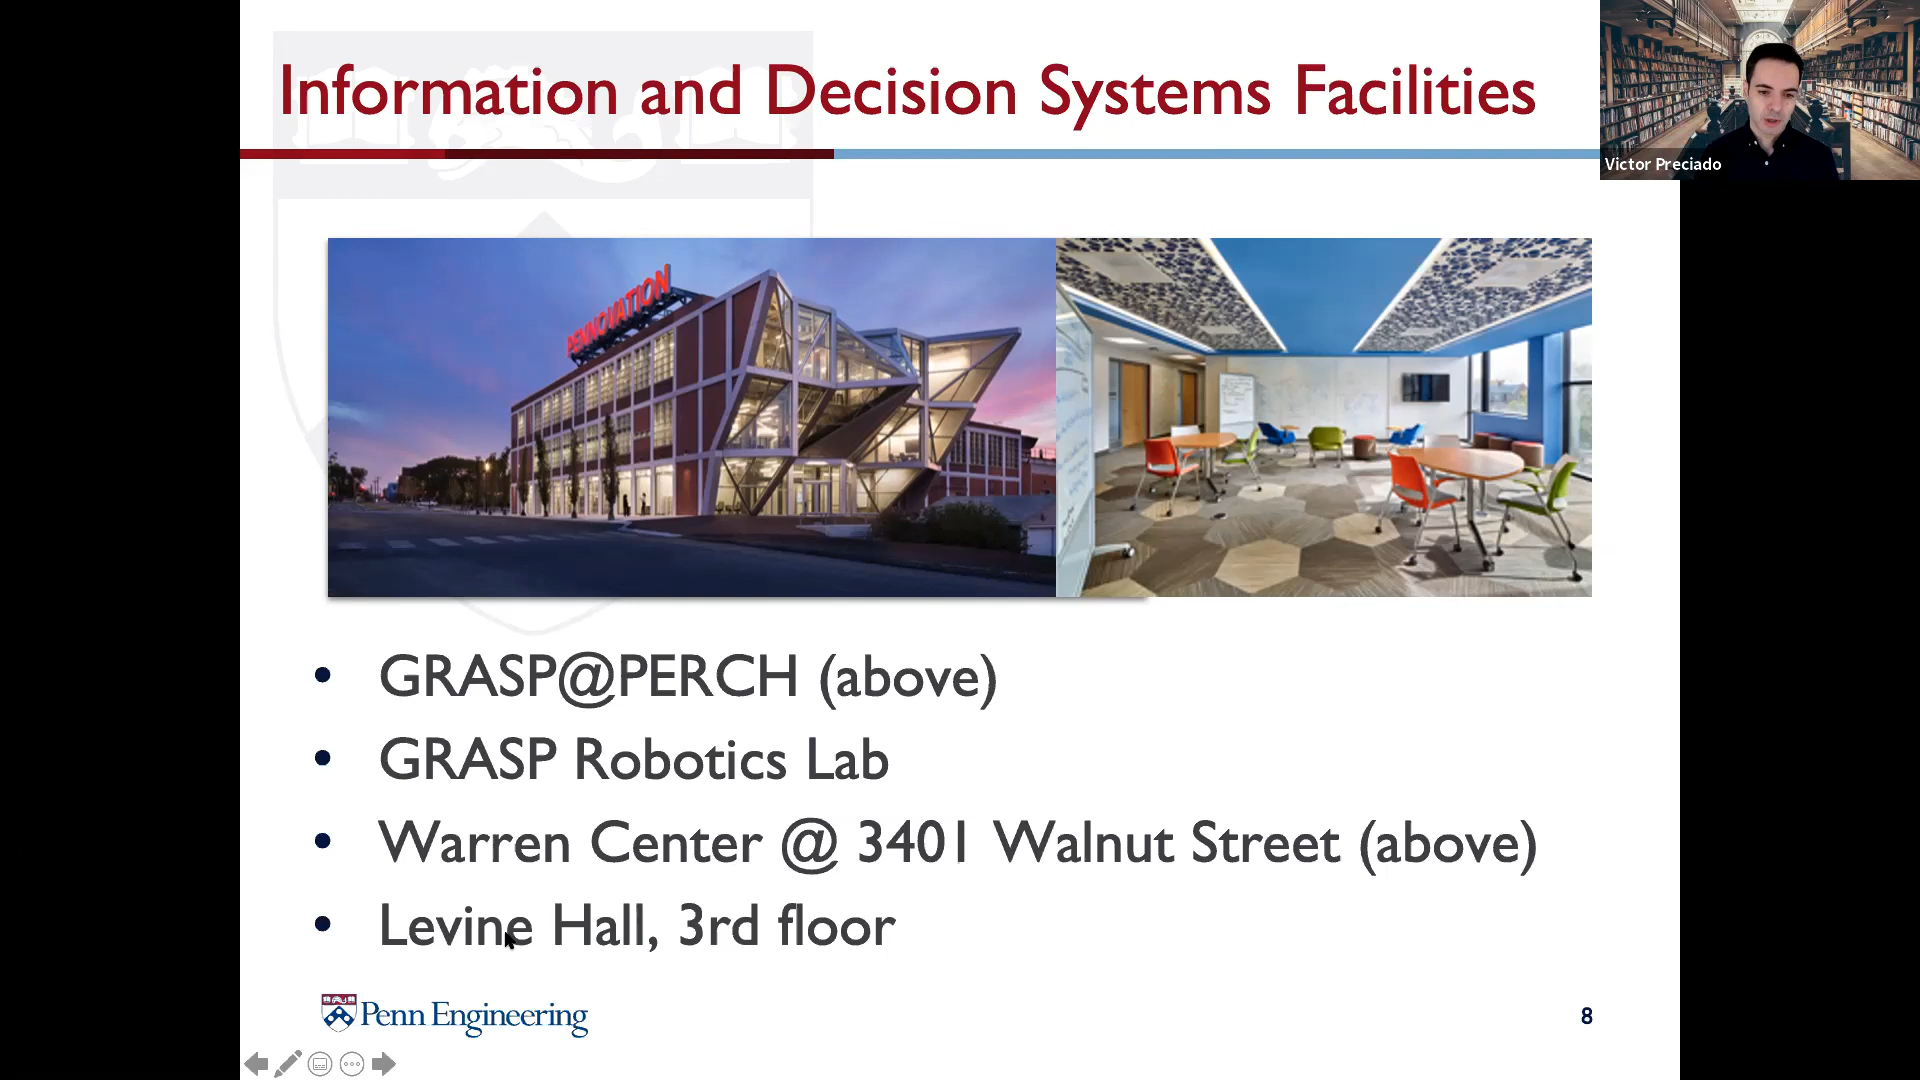 Information and Decision Systems Facilities
Victor Preciado
PENNOVATION
• GRASP@PERCH (above)
• GRASP Robotics Lab
• Warren Center @ 3401 Walnut Street (above)
• Levine Hall, 3rd floor
Penn Engineering
8